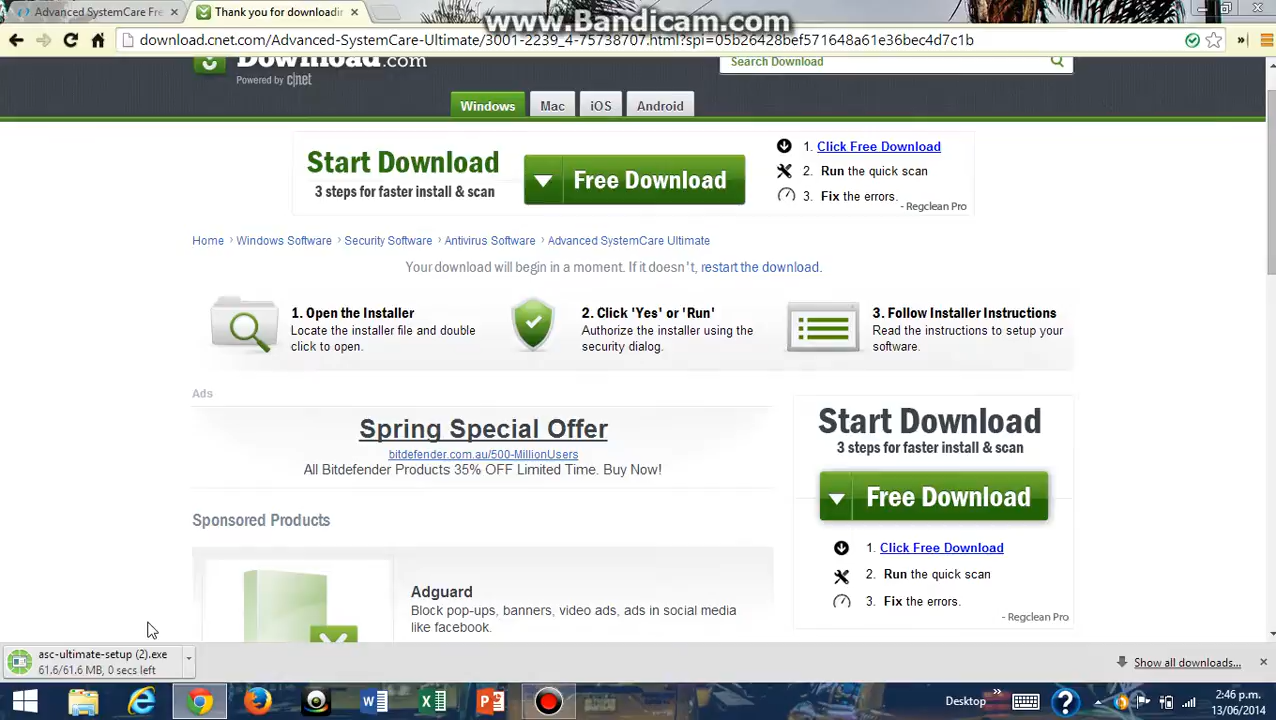 www.Bandicam.com
Advanced SystemCare Fre
Thank you for downloadin
download.cnet.com/Advanced-SystemCare-Ultimate/3001-2239_4-75738707.html?spi=05b26428bef571648a61e36bec4d7c1b
Download.com
Powered by c|net
Search Download
Windows Mac iOS Android
Start Download
3 steps for faster install & scan
Free Download
1. Click Free Download
2. Run the quick scan
3. Fix the errors.
- Regclean Pro
Home › Windows Software › Security Software › Antivirus Software › Advanced SystemCare Ultimate
Your download will begin in a moment. If it doesn't, restart the download.
1. Open the Installer
Locate the installer file and double
click to open.
2. Click 'Yes' or 'Run'
Authorize the installer using the
security dialog.
3. Follow Installer Instructions
Read the instructions to setup your
software.
Ads
Spring Special Offer
bitdefender.com.au/500-MillionUsers
All Bitdefender Products 35% OFF Limited Time. Buy Now!
Start Download
3 steps for faster install & scan
Free Download
1. Click Free Download
2. Run the quick scan
3. Fix the errors.
- Regclean Pro
Sponsored Products
Adguard
Block pop-ups, banners, video ads, ads in social media
like facebook.
asc-ultimate-setup (2).exe
61.6/61.6 MB, 0 secs left
Show all downloads...
Desktop
2:46 p.m.
13/06/2014